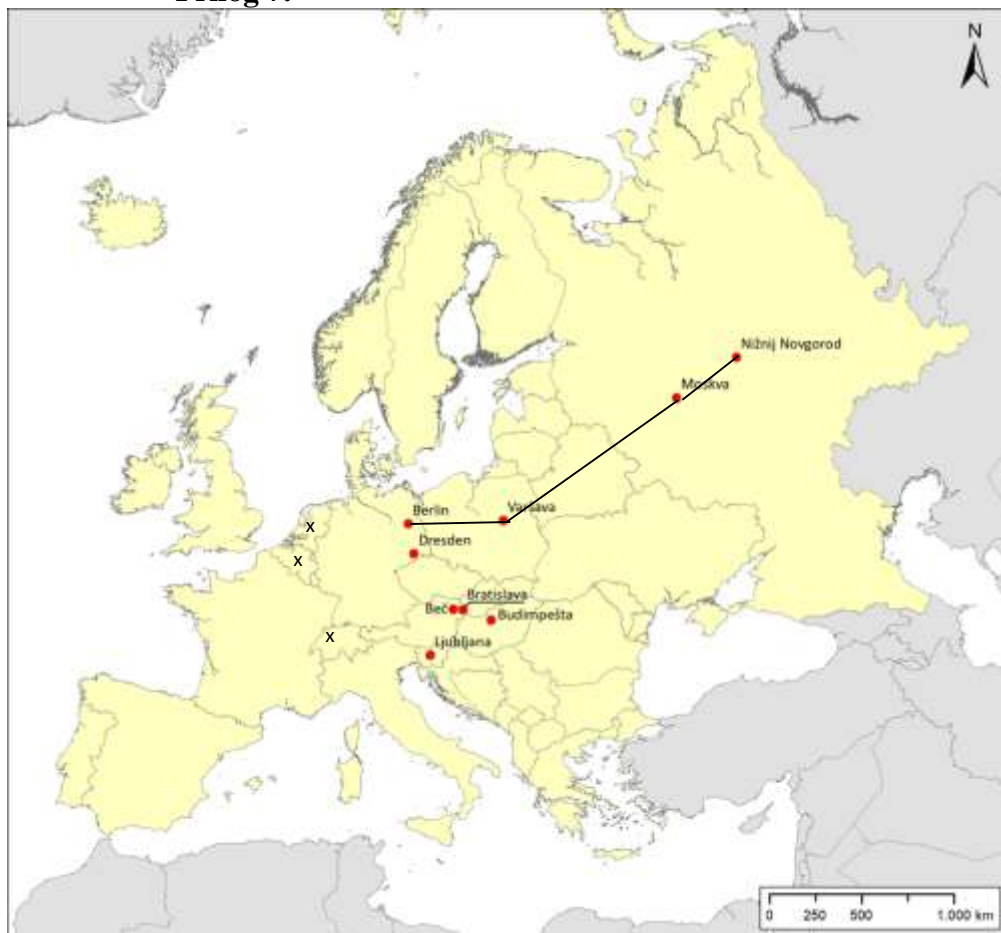 N
Nižnij Novgorod
Moskva
Varšava
Berlin
x
Dresden
x
Bratislava
Beč
Budimpešta
x
Ljubljana
0 250 500 1.000 km